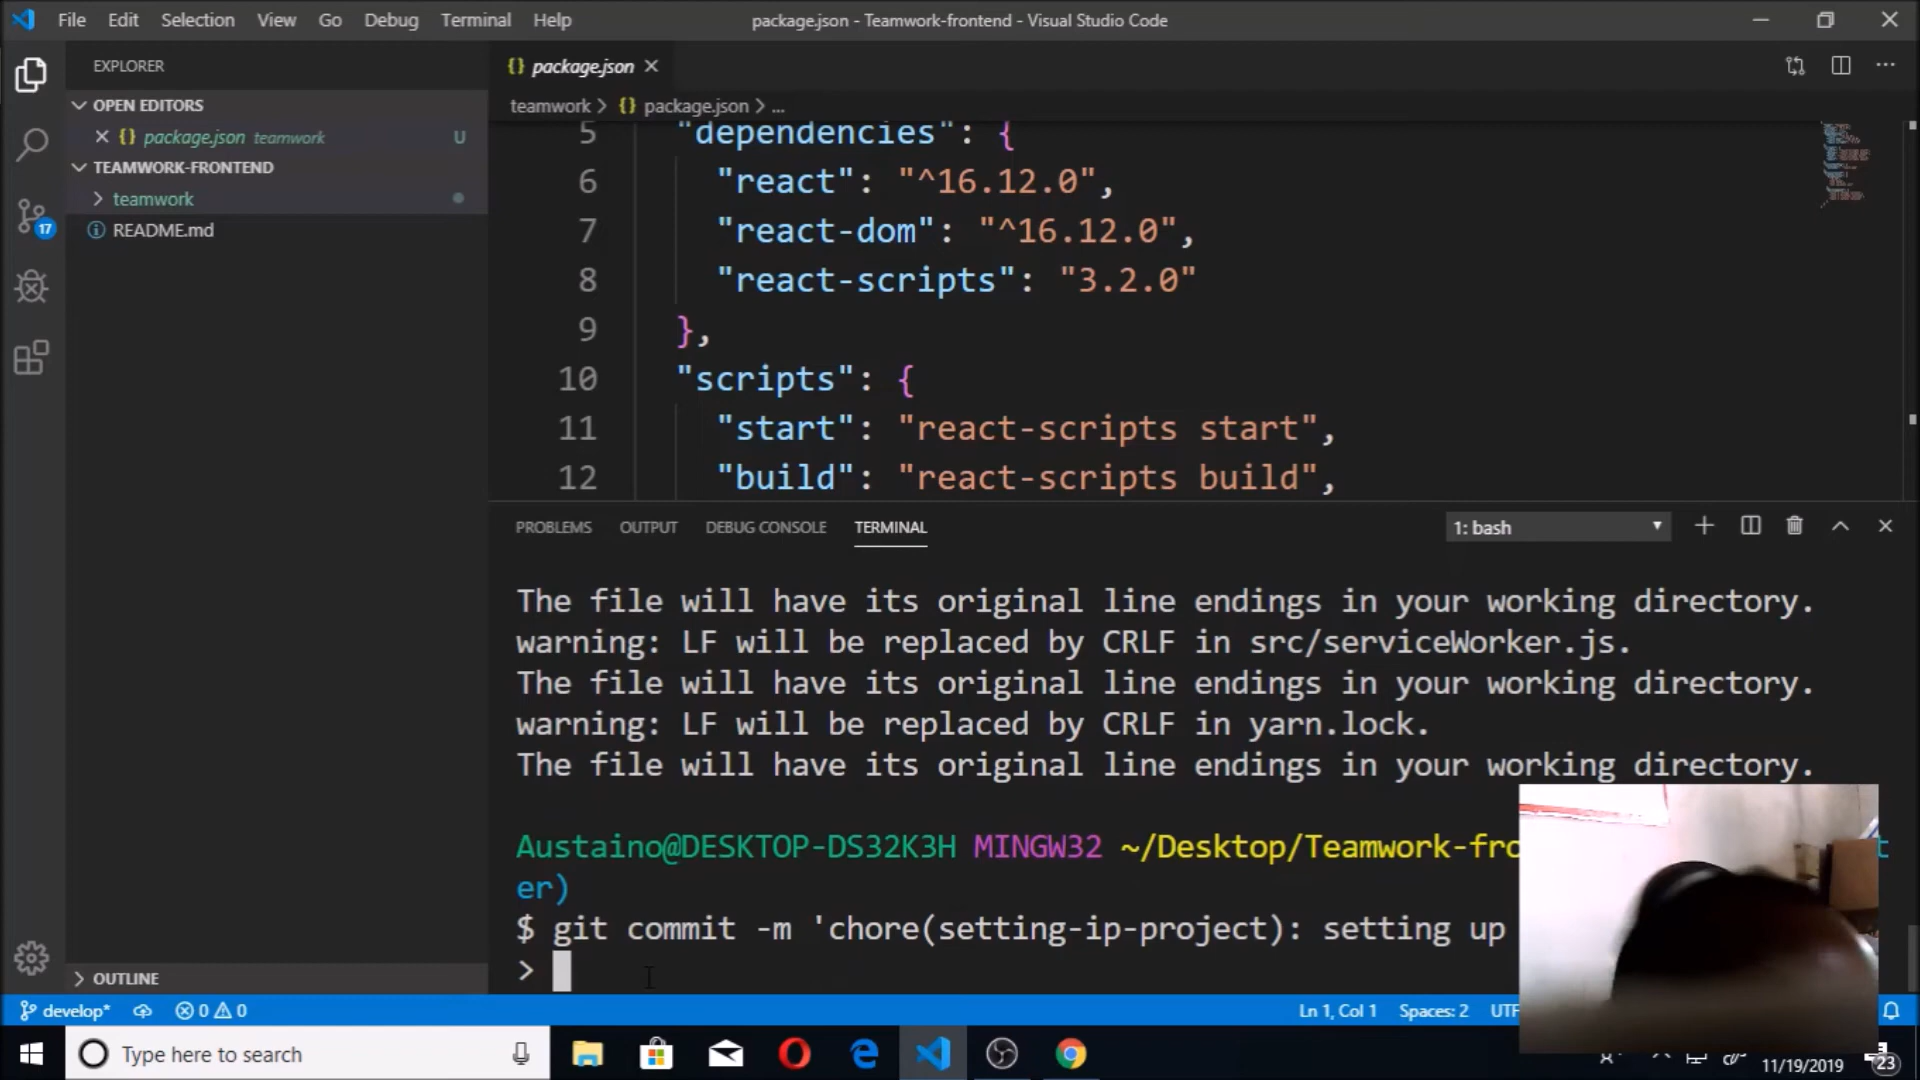 File Edit Selection View Go Debug Terminal Help
package.json - Teamwork-frontend - Visual Studio Code
EXPLORER
OPEN EDITORS
package.json teamwork U
TEAMWORK-FRONTEND
teamwork
README.md
17
OUTLINE
{} package.json
teamwork > {} package.json > ...
5 "dependencies": {
6 "react": "^16.12.0",
7 "react-dom": "^16.12.0",
8 "react-scripts": "3.2.0"
9 },
10 "scripts": {
11 "start": "react-scripts start",
12 "build": "react-scripts build",
PROBLEMS OUTPUT DEBUG CONSOLE TERMINAL
1: bash
The file will have its original line endings in your working directory.
warning: LF will be replaced by CRLF in src/serviceWorker.js.
The file will have its original line endings in your working directory.
warning: LF will be replaced by CRLF in yarn.lock.
The file will have its original line endings in your working directory.
Austaino@DESKTOP-DS32K3H MINGW32 ~/Desktop/Teamwork-fro
er)
$ git commit -m 'chore(setting-ip-project): setting up
>
develop* 0 0
Ln 1, Col 1 Spaces: 2 UTF
Type here to search
11/19/2019
23